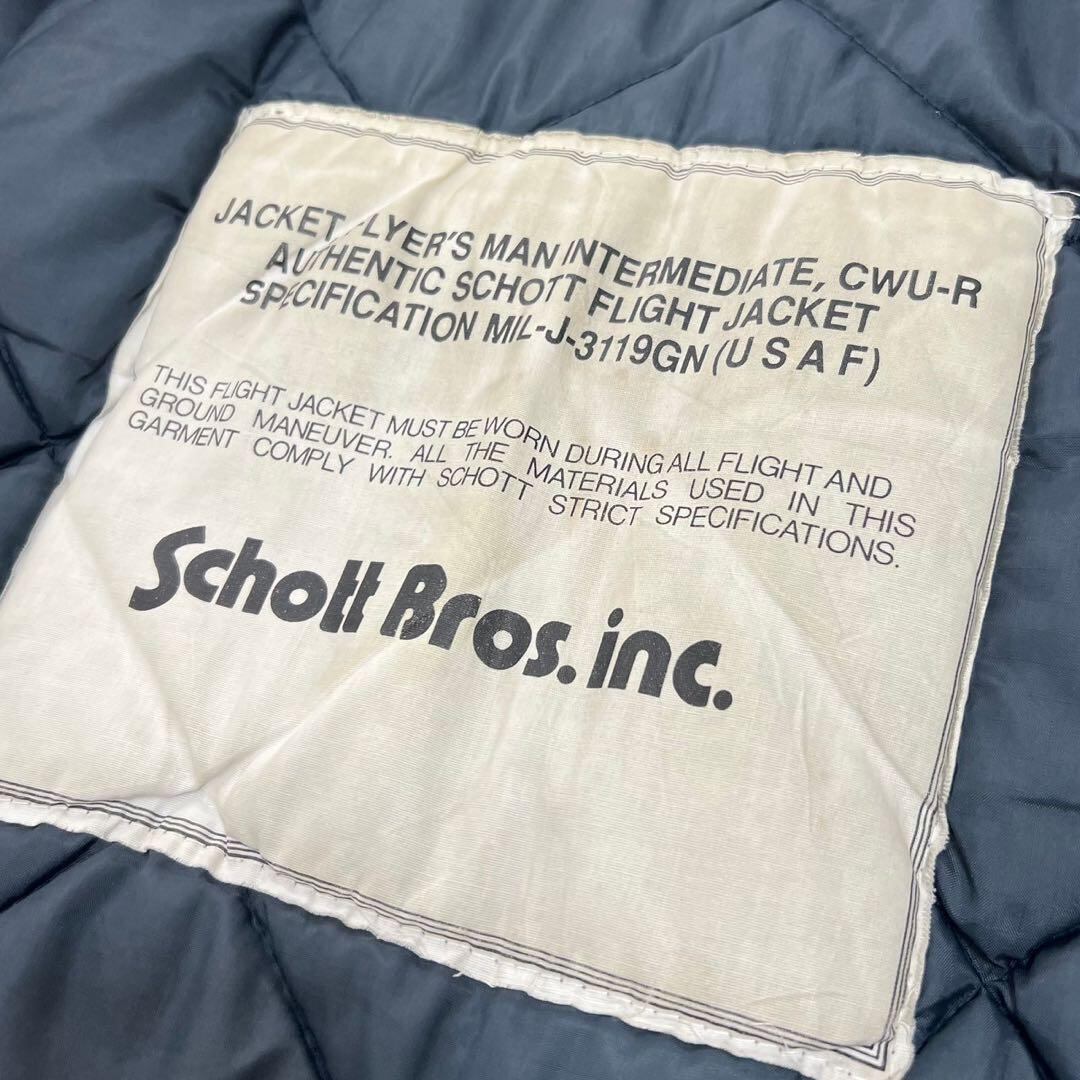 JACKET, FLYER'S MAN INTERMEDIATE, CWU-R
AUTHENTIC SCHOTT FLIGHT JACKET
SPECIFICATION MIL-J-3119GN (U S A F)
THIS FLIGHT JACKET MUST BE WORN DURING ALL FLIGHT AND
GROUND MANEUVER. ALL THE MATERIALS USED IN THIS
GARMENT COMPLY WITH SCHOTT STRICT SPECIFICATIONS.
Schott Bros. inc.